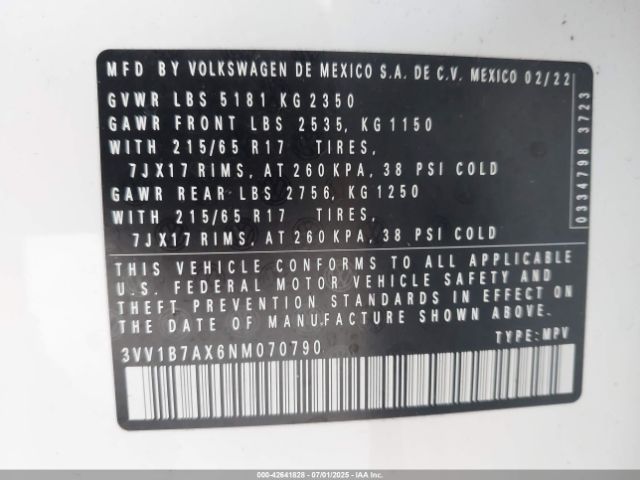 MFD BY VOLKSWAGEN DE MEXICO S.A. DE C.V. MEXICO 02/22
GVWR LBS 5181 KG 2350
GAWR FRONT LBS 2535, KG 1150
WITH 215/65 R17 TIRES,
7JX17 RIMS, AT 260 KPA, 38 PSI COLD
GAWR REAR LBS 2756, KG 1250
WITH 215/65 R17 TIRES,
7JX17 RIMS, AT 260 KPA, 38 PSI COLD
THIS VEHICLE CONFORMS TO ALL APPLICABLE
U.S. FEDERAL MOTOR VEHICLE SAFETY AND
THEFT PREVENTION STANDARDS IN EFFECT ON
THE DATE OF MANUFACTURE SHOWN ABOVE.
3VV1B7AX6NM070790 TYPE: MPV
0334798 3723
000-42641828 - 07/01/2025 - IAAI.COM